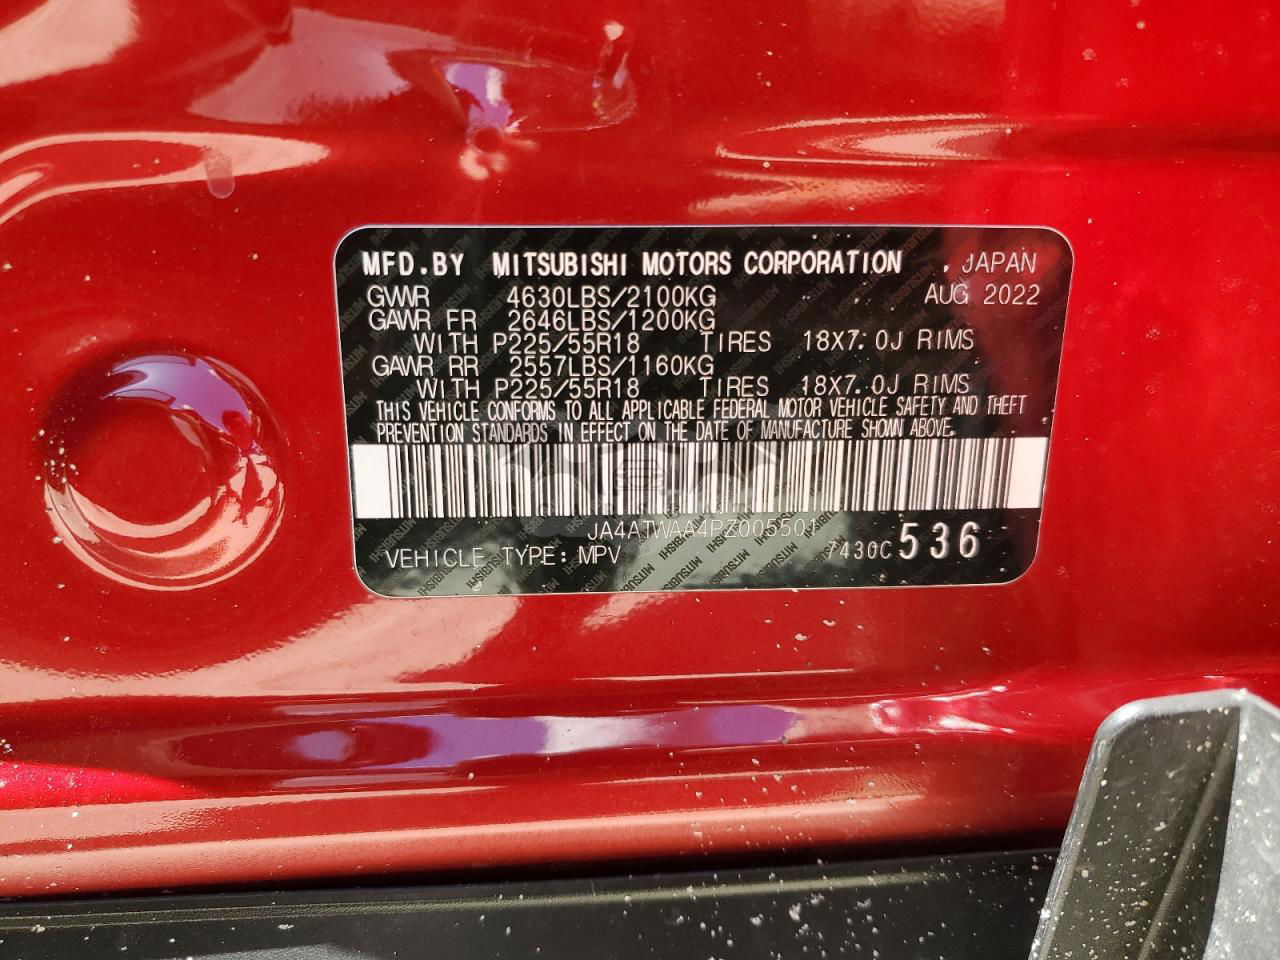 MFD.BY MITSUBISHI MOTORS CORPORATION , JAPAN
GVWR 4630LBS/2100KG AUG 2022
GAWR FR 2646LBS/1200KG
WITH P225/55R18 TIRES 18X7.0J RIMS
GAWR RR 2557LBS/1160KG
WITH P225/55R18 TIRES 18X7.0J RIMS
THIS VEHICLE CONFORMS TO ALL APPLICABLE FEDERAL MOTOR VEHICLE SAFETY AND THEFT
PREVENTION STANDARDS IN EFFECT ON THE DATE OF MANUFACTURE SHOWN ABOVE.
JA4ATWAA4PZ005501
VEHICLE TYPE: MPV 7430C 536